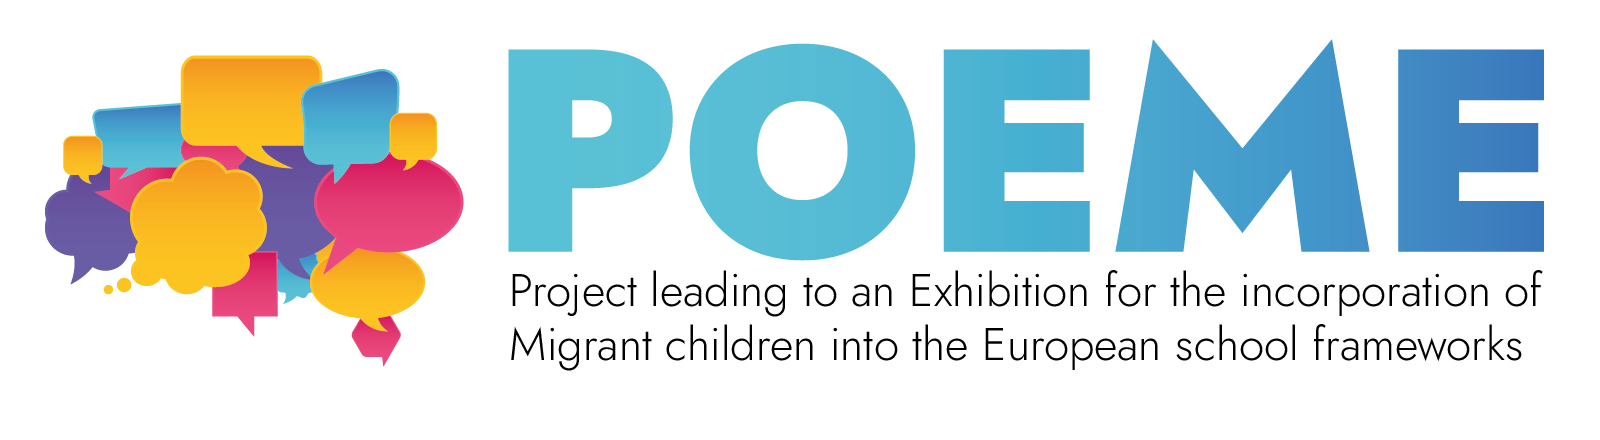 POEME
Project leading to an Exhibition for the incorporation of
Migrant children into the European school frameworks